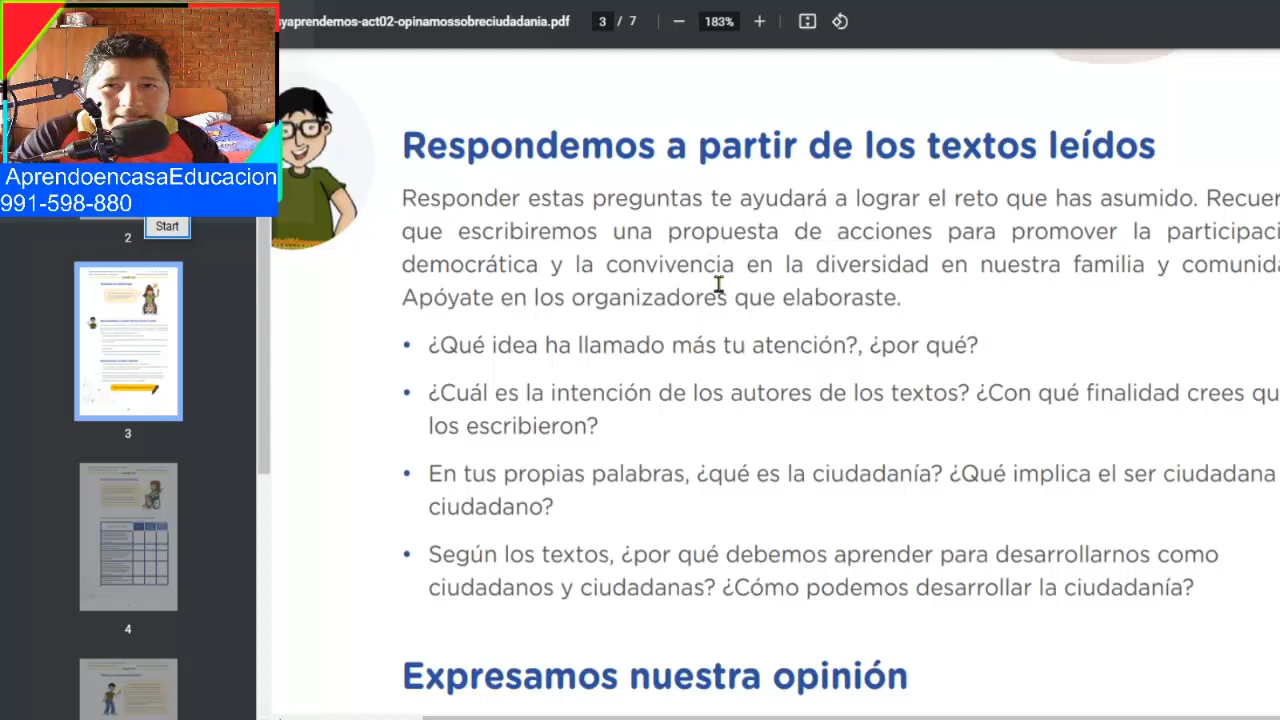 yaprendemos-act02-opinamossobreciudadania.pdf
3 / 7
183%
AprendoencasaEducacion
991-598-880
Start
2
3
4
Respondemos a partir de los textos leídos
Responder estas preguntas te ayudará a lograr el reto que has asumido. Recuer
que escribiremos una propuesta de acciones para promover la participaci
democrática y la convivencia en la diversidad en nuestra familia y comunida
Apóyate en los organizadores que elaboraste.
• ¿Qué idea ha llamado más tu atención?, ¿por qué?
• ¿Cuál es la intención de los autores de los textos? ¿Con qué finalidad crees qu
los escribieron?
• En tus propias palabras, ¿qué es la ciudadanía? ¿Qué implica el ser ciudadana
ciudadano?
• Según los textos, ¿por qué debemos aprender para desarrollarnos como
ciudadanos y ciudadanas? ¿Cómo podemos desarrollar la ciudadanía?
Expresamos nuestra opinión